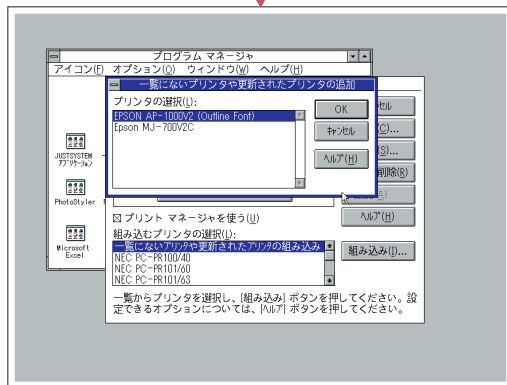 プログラム マネージャ
アイコン(F) オプション(O) ウィンドウ(W) ヘルプ(H)
一覧にないプリンタや更新されたプリンタの追加
プリンタの選択(L):
EPSON AP-1000V2 (Outline Font)
Epson MJ-700V2C
OK
キャンセル
ヘルプ(H)
セル
(C)...
(S)...
削除(R)
JUSTSYSTEM
アプリケーション
PhotoStyler
Microsoft
Excel
プリント マネージャを使う(U)
ヘルプ(H)
組み込むプリンタの選択(L):
一覧にないプリンタや更新されたプリンタの組み込み
NEC PC-PR100/40
NEC PC-PR101/60
NEC PC-PR101/63
組み込み(I)...
一覧からプリンタを選択し、[組み込み] ボタンを押してください。設
定できるオプションについては、[ヘルプ] ボタンを押してください。